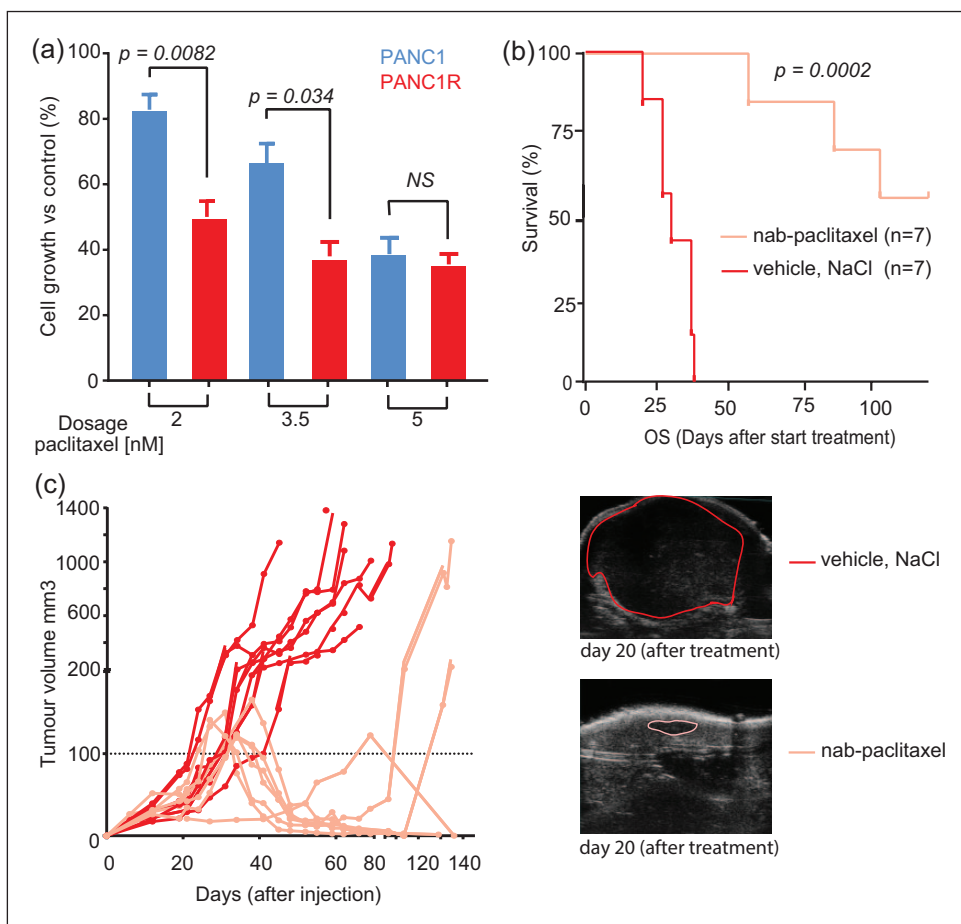 (a)
p = 0.0082
PANC1
PANC1R
p = 0.034
NS
Cell growth vs control (%)
100
80
60
40
20
0
Dosage
paclitaxel [nM]
2
3.5
5
(b)
p = 0.0002
Survival (%)
100
75
50
25
0
nab-paclitaxel (n=7)
vehicle, NaCl (n=7)
0
25
50
75
100
OS (Days after start treatment)
(c)
Tumour volume mm3
1400
1000
600
200
100
0
0
20
40
60
80
120
140
Days (after injection)
vehicle, NaCl
day 20 (after treatment)
nab-paclitaxel
day 20 (after treatment)